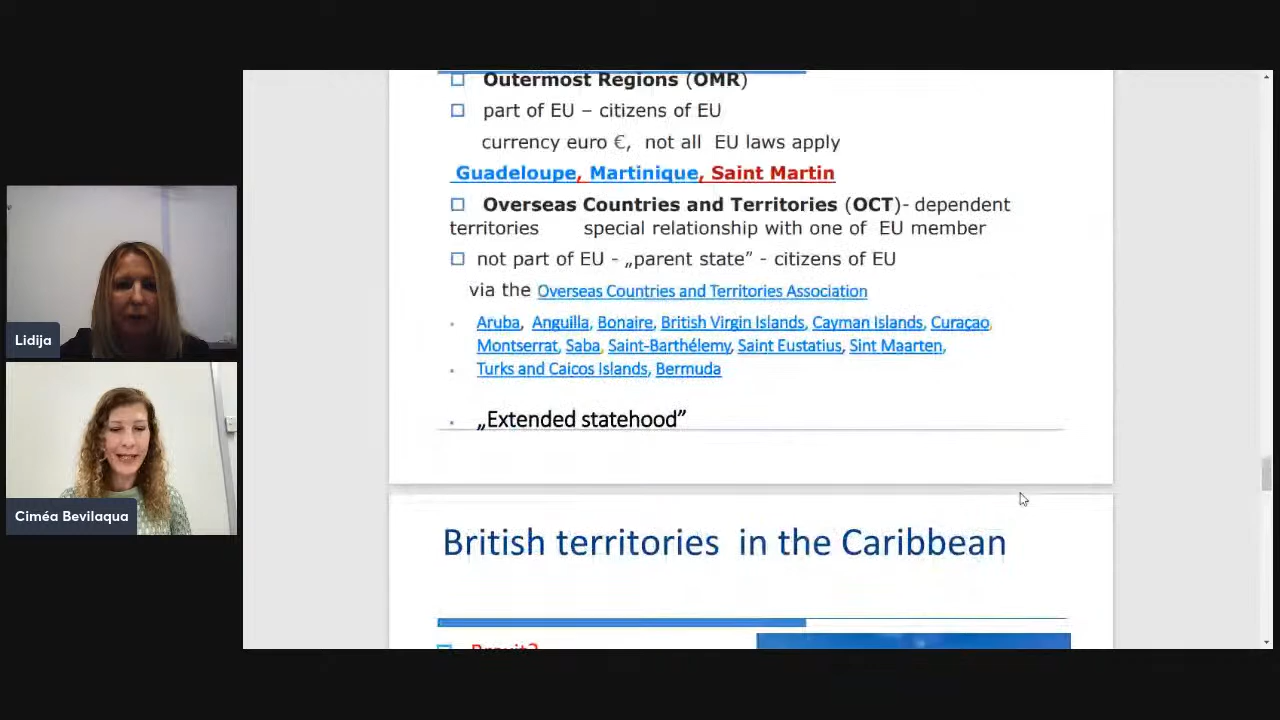 Outermost Regions (OMR)
part of EU – citizens of EU
currency euro €, not all EU laws apply
Guadeloupe, Martinique, Saint Martin
Overseas Countries and Territories (OCT)- dependent
territories special relationship with one of EU member
not part of EU - „parent state” - citizens of EU
via the Overseas Countries and Territories Association
Aruba, Anguilla, Bonaire, British Virgin Islands, Cayman Islands, Curaçao,
Montserrat, Saba, Saint-Barthélemy, Saint Eustatius, Sint Maarten,
Turks and Caicos Islands, Bermuda
„Extended statehood”
British territories in the Caribbean
Brexit?
Lidija
Ciméa Bevilaqua